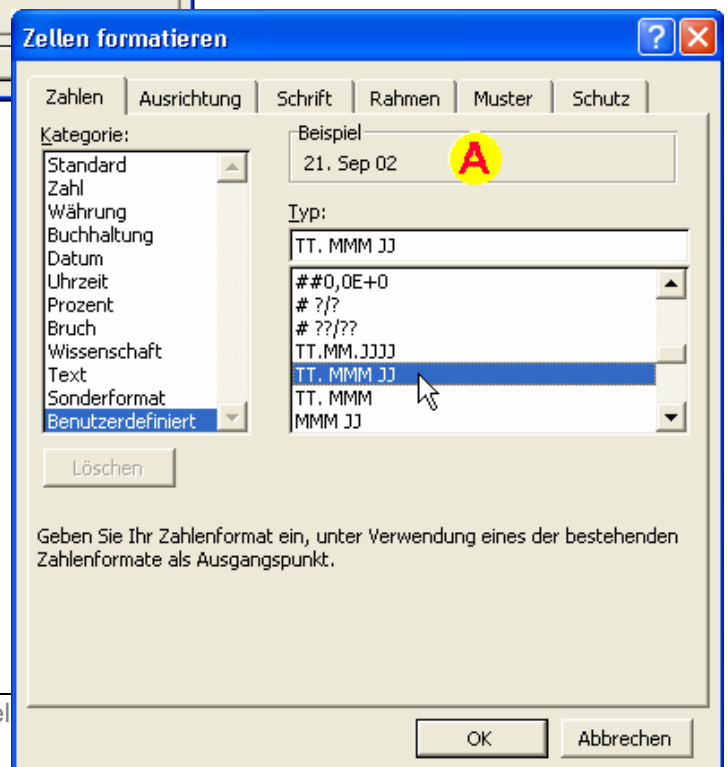 Zellen formatieren
Zahlen Ausrichtung Schrift Rahmen Muster Schutz
Kategorie:
Standard
Zahl
Währung
Buchhaltung
Datum
Uhrzeit
Prozent
Bruch
Wissenschaft
Text
Sonderformat
Benutzerdefiniert
Löschen
Beispiel
21. Sep 02 A
Typ:
TT. MMM JJ
##0,0E+0
# ?/?
# ??/??
TT.MM.JJJJ
TT. MMM JJ
TT. MMM
MMM JJ
Geben Sie Ihr Zahlenformat ein, unter Verwendung eines der bestehenden
Zahlenformate als Ausgangspunkt.
el
OK Abbrechen